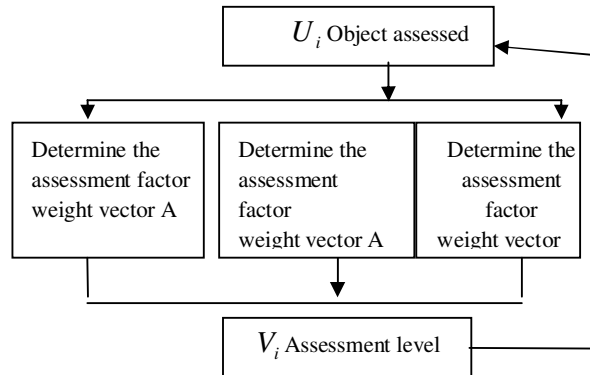 U_i Object assessed
Determine the
assessment factor
weight vector A
Determine the
assessment
factor
weight vector A
Determine the
assessment
factor
weight vector
V_i Assessment level